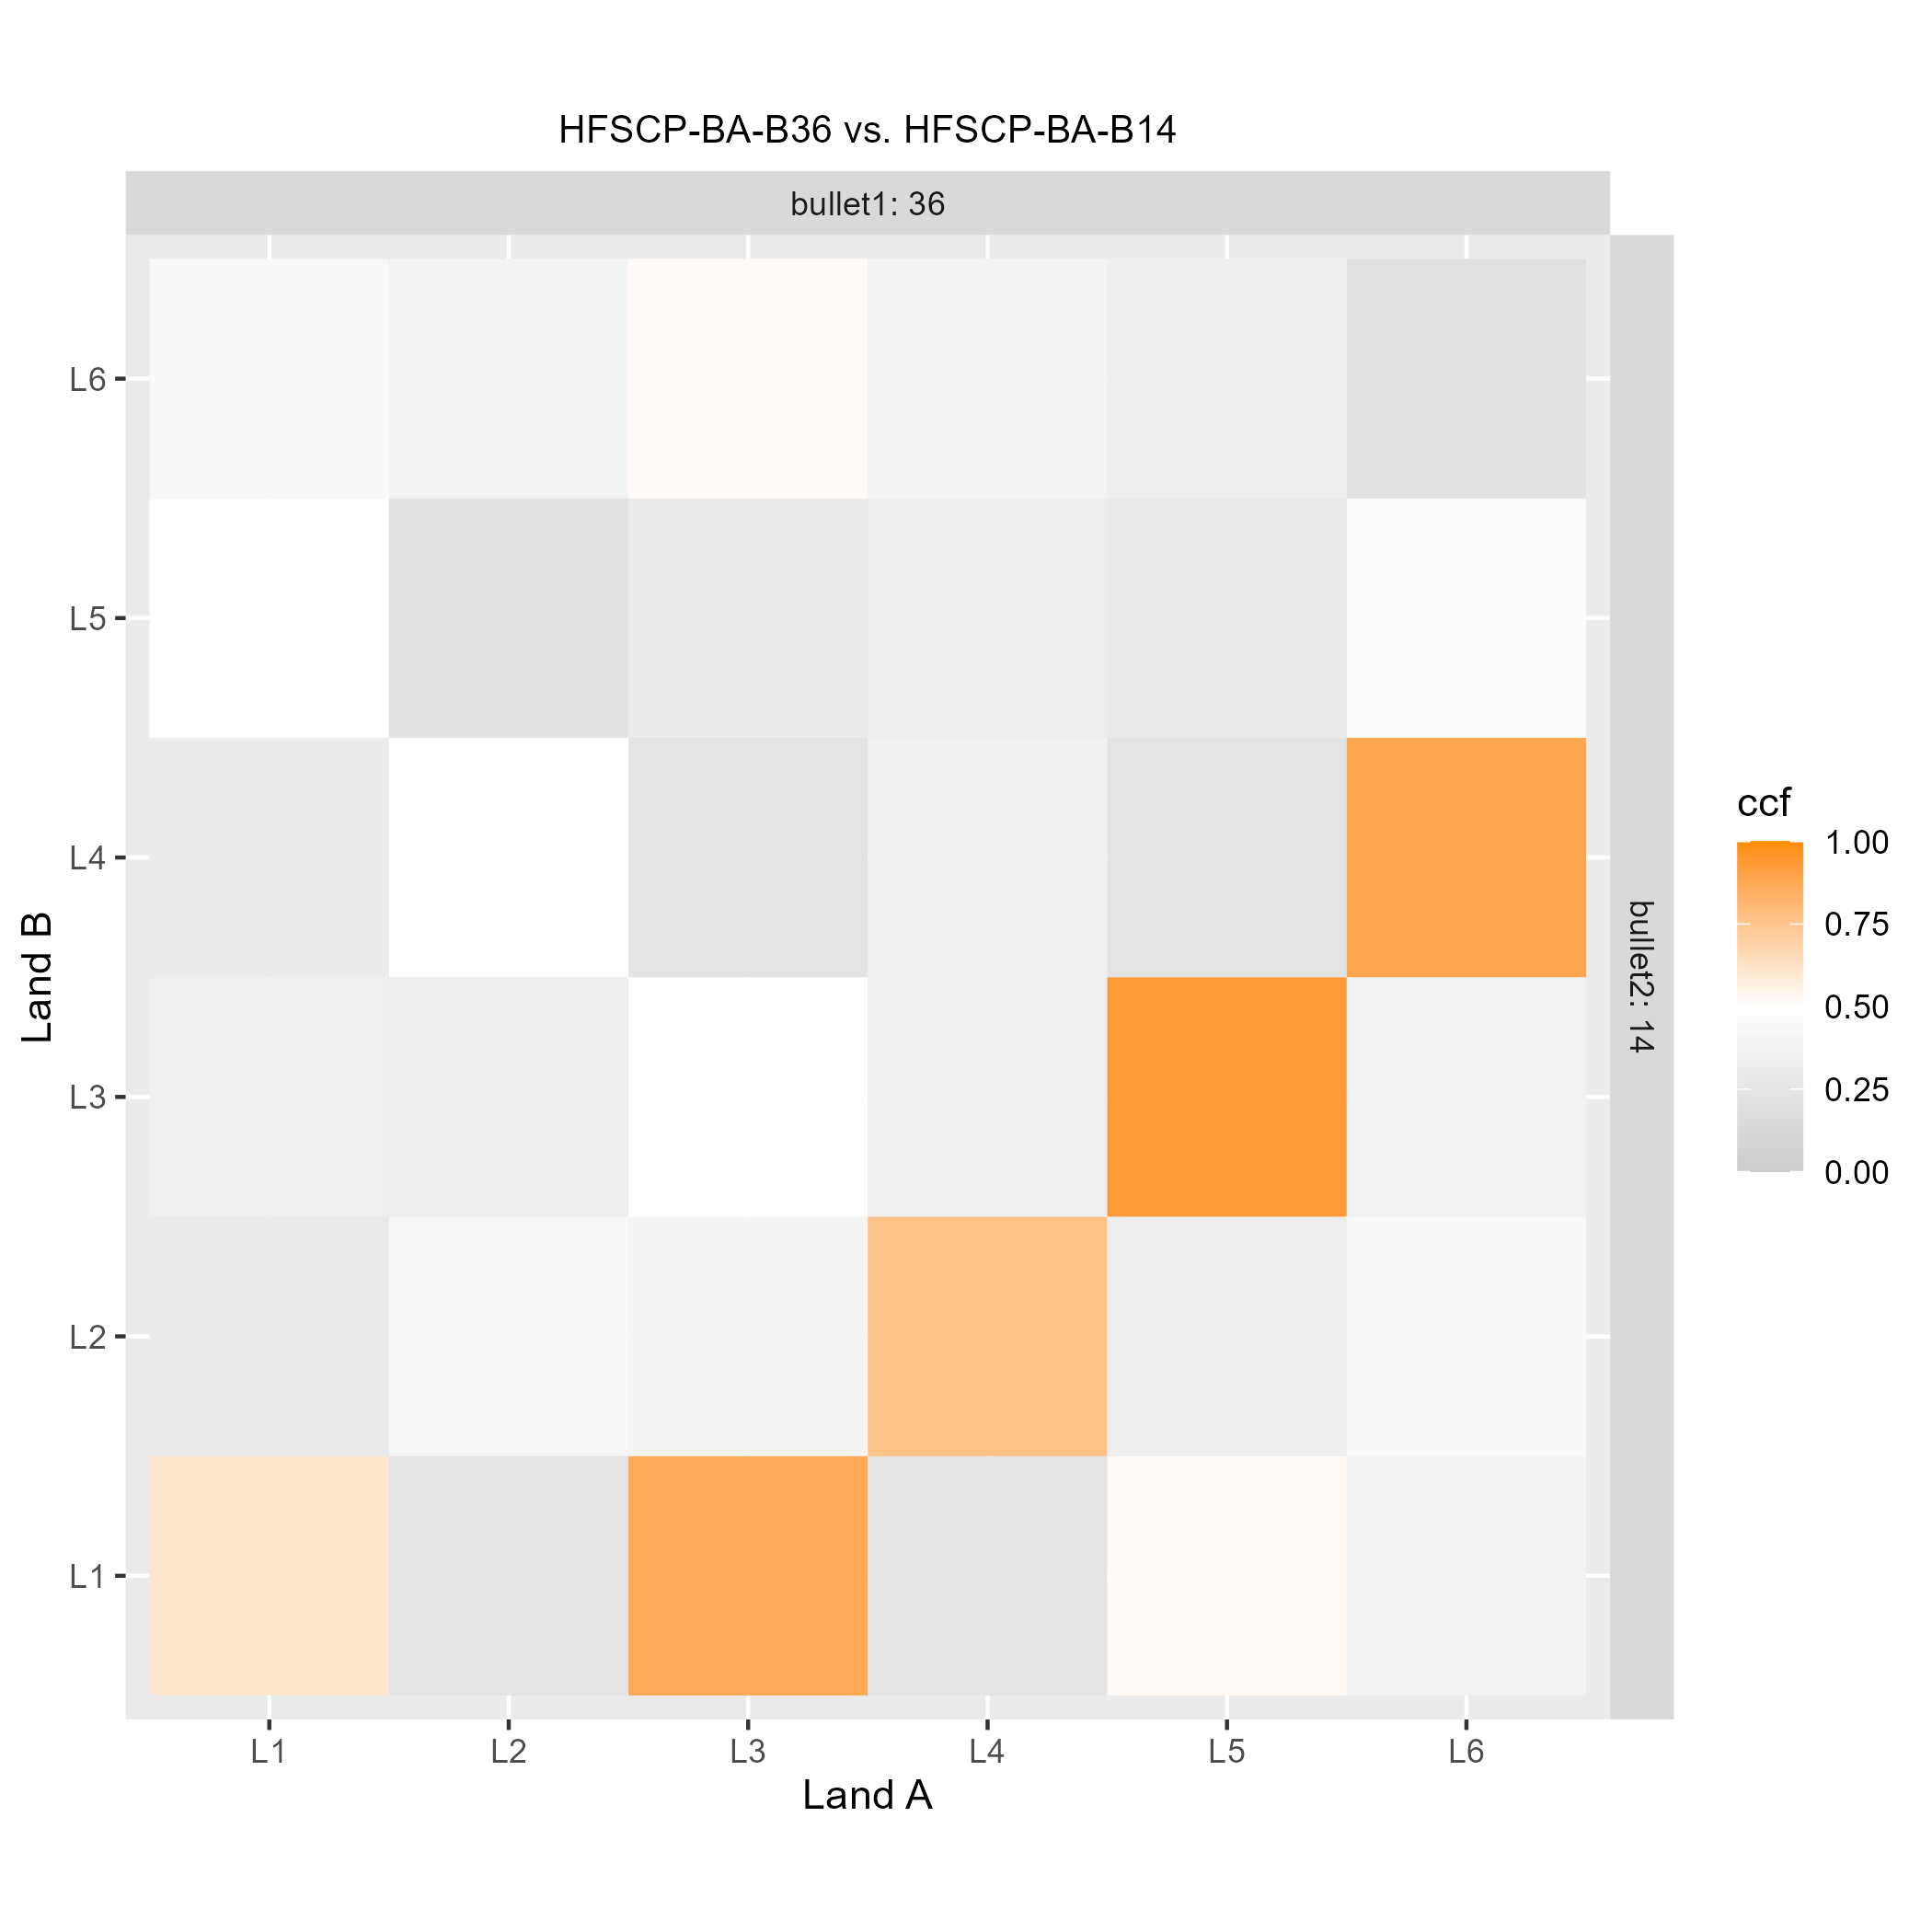 HFSCP-BA-B36 vs. HFSCP-BA-B14
bullet1: 36
L6
L5
L4
L3
L2
L1
Land B
bullet2: 14
L1 L2 L3 L4 L5 L6
Land A
ccf
1.00
0.75
0.50
0.25
0.00